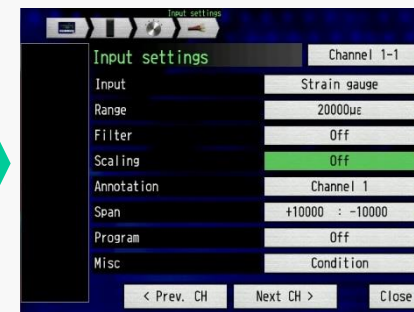 Input settings
Input settings Channel 1-1
Input Strain gauge
Range 20000με
Filter Off
Scaling Off
Annotation Channel 1
Span +10000 : -10000
Program Off
Misc Condition
< Prev. CH Next CH > Close